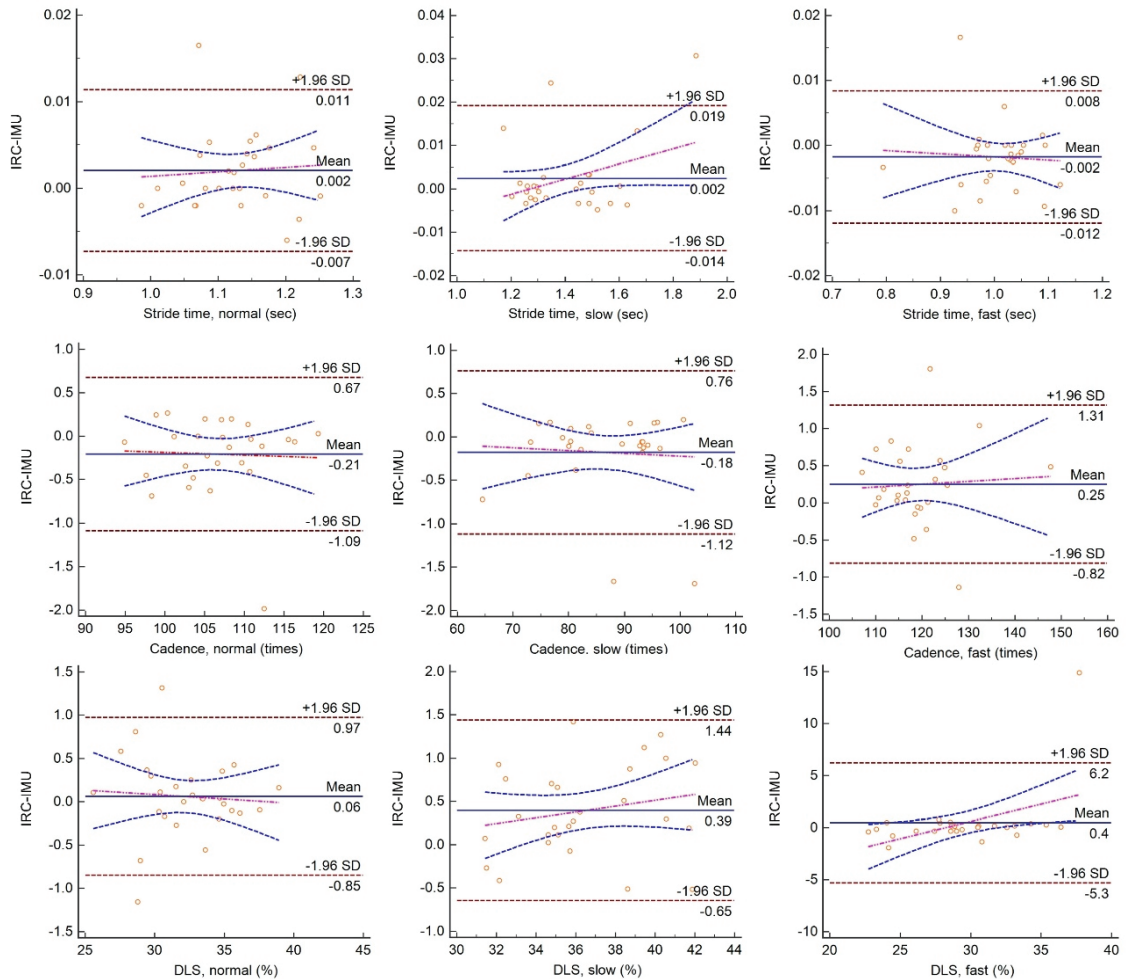 0.02
0.01
0.00
-0.01
IRC-IMU
+1.96 SD
0.011
Mean
0.002
-1.96 SD
-0.007
0.9 1.0 1.1 1.2 1.3
Stride time, normal (sec)
0.04
0.03
0.02
0.01
0.00
-0.01
-0.02
IRC-IMU
+1.96 SD
0.019
Mean
0.002
-1.96 SD
-0.014
1.0 1.2 1.4 1.6 1.8 2.0
Stride time, slow (sec)
0.02
0.01
0.00
-0.01
-0.02
IRC-IMU
+1.96 SD
0.008
Mean
-0.002
-1.96 SD
-0.012
0.7 0.8 0.9 1.0 1.1 1.2
Stride time, fast (sec)
1.0
0.5
0.0
-0.5
-1.0
-1.5
-2.0
IRC-IMU
+1.96 SD
0.67
Mean
-0.21
-1.96 SD
-1.09
90 95 100 105 110 115 120 125
Cadence, normal (times)
1.0
0.5
0.0
-0.5
-1.0
-1.5
-2.0
IRC-IMU
+1.96 SD
0.76
Mean
-0.18
-1.96 SD
-1.12
60 70 80 90 100 110
Cadence, slow (times)
2.0
1.5
1.0
0.5
0.0
-0.5
-1.0
-1.5
IRC-IMU
+1.96 SD
1.31
Mean
0.25
-1.96 SD
-0.82
100 110 120 130 140 150 160
Cadence, fast (times)
1.5
1.0
0.5
0.0
-0.5
-1.0
-1.5
IRC-IMU
+1.96 SD
0.97
Mean
0.06
-1.96 SD
-0.85
25 30 35 40 45
DLS, normal (%)
2.0
1.5
1.0
0.5
0.0
-0.5
-1.0
IRC-IMU
+1.96 SD
1.44
Mean
0.39
-1.96 SD
-0.65
30 32 34 36 38 40 42 44
DLS, slow (%)
15
10
5
0
-5
-10
IRC-IMU
+1.96 SD
6.2
Mean
0.4
-1.96 SD
-5.3
20 25 30 35 40
DLS, fast (%)